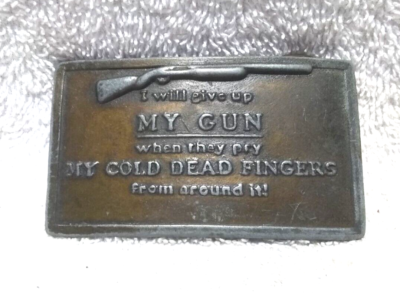 I will give up
MY GUN
when they pry
MY COLD DEAD FINGERS
from around it!